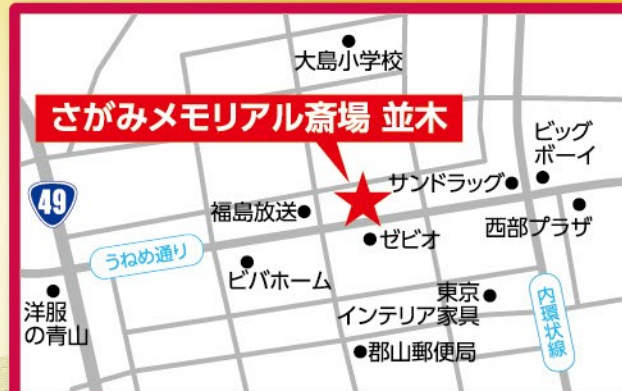 大島小学校
さがみメモリアル斎場 並木
ビッグ
ボーイ
サンドラッグ
49
福島放送
西部プラザ
ゼビオ
うねめ通り
ビバホーム
洋服
の青山
東京
インテリア家具
内環状線
郡山郵便局